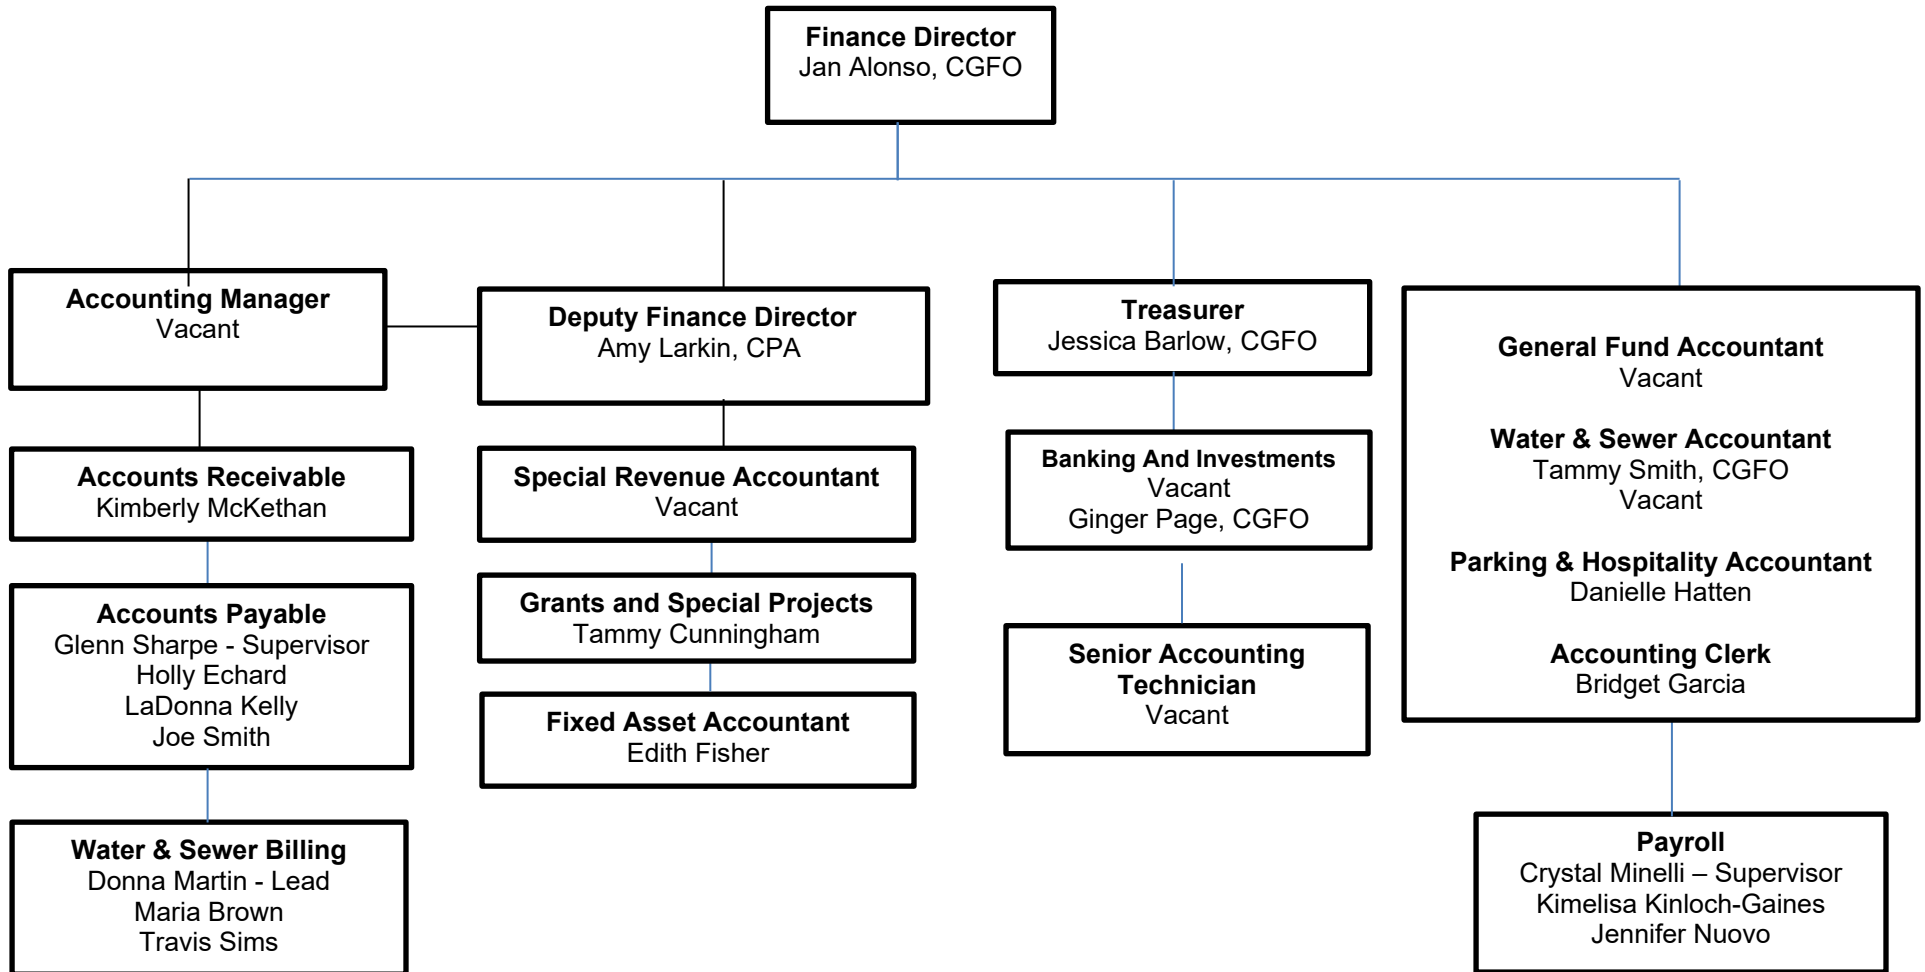 Finance Director
Jan Alonso, CGFO
Accounting Manager
Vacant
Deputy Finance Director
Amy Larkin, CPA
Treasurer
Jessica Barlow, CGFO
General Fund Accountant
Vacant
Water & Sewer Accountant
Tammy Smith, CGFO
Vacant
Parking & Hospitality Accountant
Danielle Hatten
Accounting Clerk
Bridget Garcia
Accounts Receivable
Kimberly McKethan
Special Revenue Accountant
Vacant
Banking And Investments
Vacant
Ginger Page, CGFO
Accounts Payable
Glenn Sharpe - Supervisor
Holly Echard
LaDonna Kelly
Joe Smith
Grants and Special Projects
Tammy Cunningham
Senior Accounting
Technician
Vacant
Fixed Asset Accountant
Edith Fisher
Water & Sewer Billing
Donna Martin - Lead
Maria Brown
Travis Sims
Payroll
Crystal Minelli – Supervisor
Kimelisa Kinloch-Gaines
Jennifer Nuovo